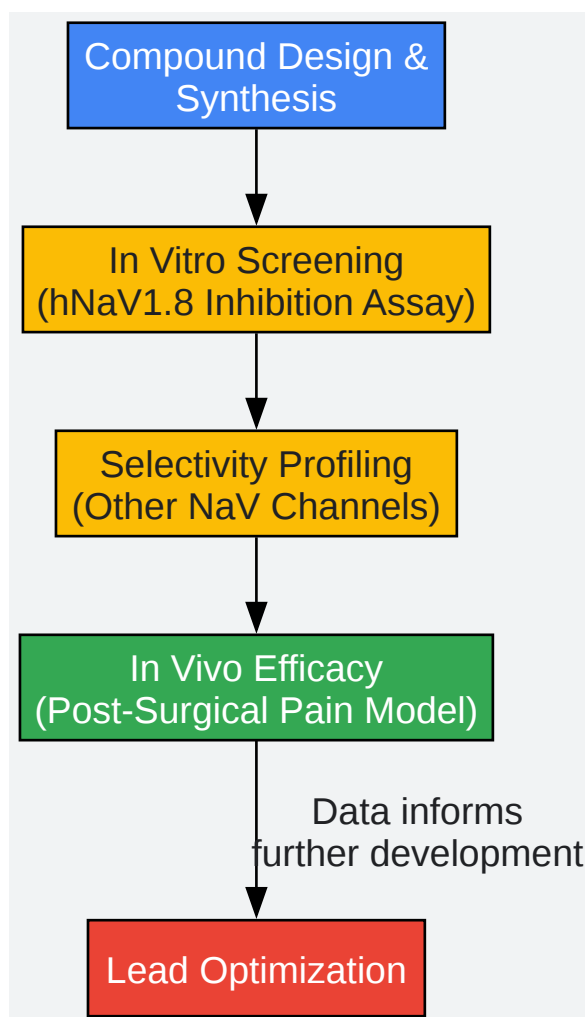 Compound Design &
Synthesis
In Vitro Screening
(hNaV1.8 Inhibition Assay)
Selectivity Profiling
(Other NaV Channels)
In Vivo Efficacy
(Post-Surgical Pain Model)
Data informs
further development
Lead Optimization